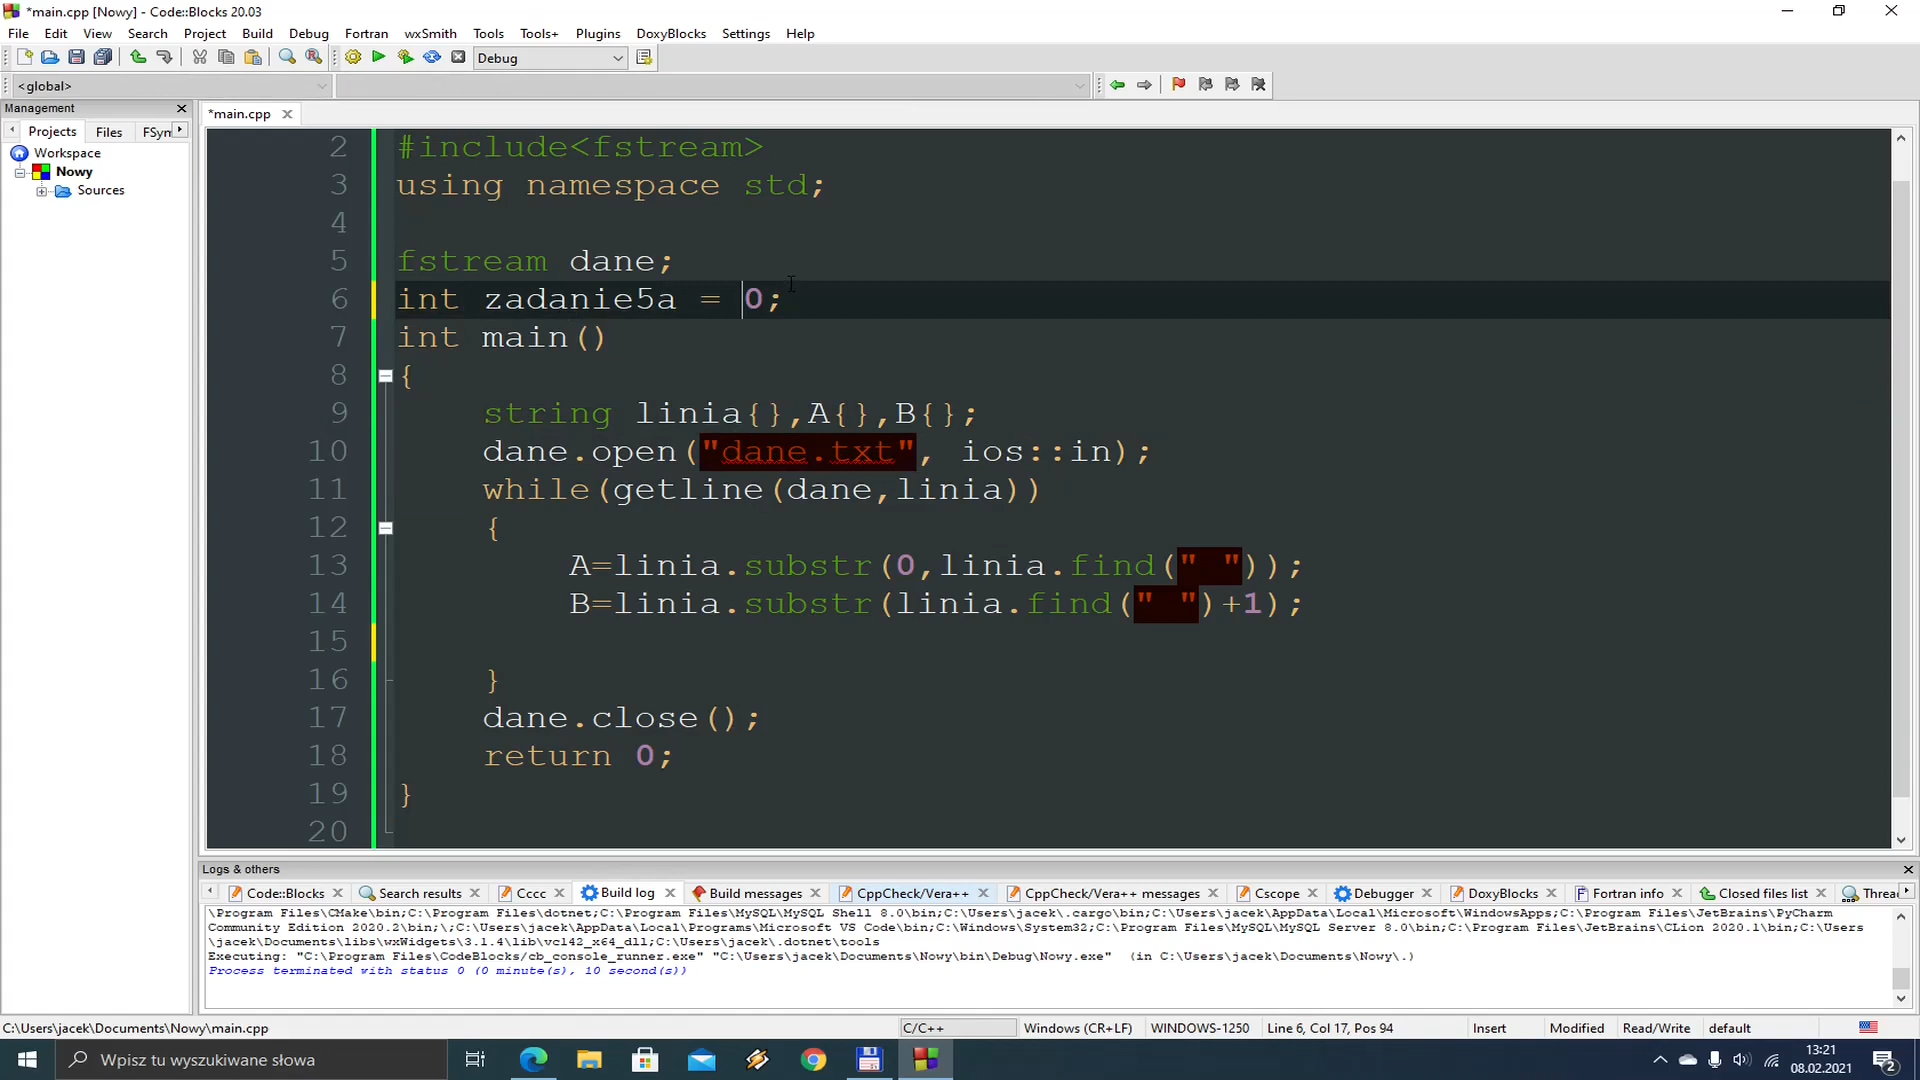 *main.cpp [Nowy] - Code::Blocks 20.03
File Edit View Search Project Build Debug Fortran wxSmith Tools Tools+ Plugins DoxyBlocks Settings Help
Debug
<global>
Management
*main.cpp
Projects Files FSym
Workspace
Nowy
Sources
2 #include<fstream>
3 using namespace std;
4
5 fstream dane;
6 int zadanie5a = 0;
7 int main()
8 {
9 string linia{},A{},B{};
10 dane.open("dane.txt", ios::in);
11 while(getline(dane,linia))
12 {
13 A=linia.substr(0,linia.find(" "));
14 B=linia.substr(linia.find(" ")+1);
15
16 }
17 dane.close();
18 return 0;
19 }
20
Logs & others
Code::Blocks Search results Cccc Build log Build messages CppCheck/Vera++ CppCheck/Vera++ messages Cscope Debugger DoxyBlocks Fortran info Closed files list Threa
\Program Files\CMake\bin;C:\Program Files\dotnet;C:\Program Files\MySQL\MySQL Shell 8.0\bin;C:\Users\jacek\.cargo\bin;C:\Users\jacek\AppData\Local\Microsoft\WindowsApps;C:\Program Files\JetBrains\PyCharm
Community Edition 2020.2\bin;\;C:\Users\jacek\AppData\Local\Programs\Microsoft VS Code\bin;C:\Windows\System32;C:\Program Files\MySQL\MySQL Server 8.0\bin;C:\Program Files\JetBrains\CLion 2020.1\bin;C:\Users
\jacek\Documents\libs\wxWidgets\3.1.4\lib\vc142_x64_dll;C:\Users\jacek\.dotnet\tools
Executing: "C:\Program Files\CodeBlocks/cb_console_runner.exe" "C:\Users\jacek\Documents\Nowy\bin\Debug\Nowy.exe" (in C:\Users\jacek\Documents\Nowy\.)
Process terminated with status 0 (0 minute(s), 10 second(s))
C:\Users\jacek\Documents\Nowy\main.cpp C/C++ Windows (CR+LF) WINDOWS-1250 Line 6, Col 17, Pos 94 Insert Modified Read/Write default
Wpisz tu wyszukiwane słowa
13:21
08.02.2021
2